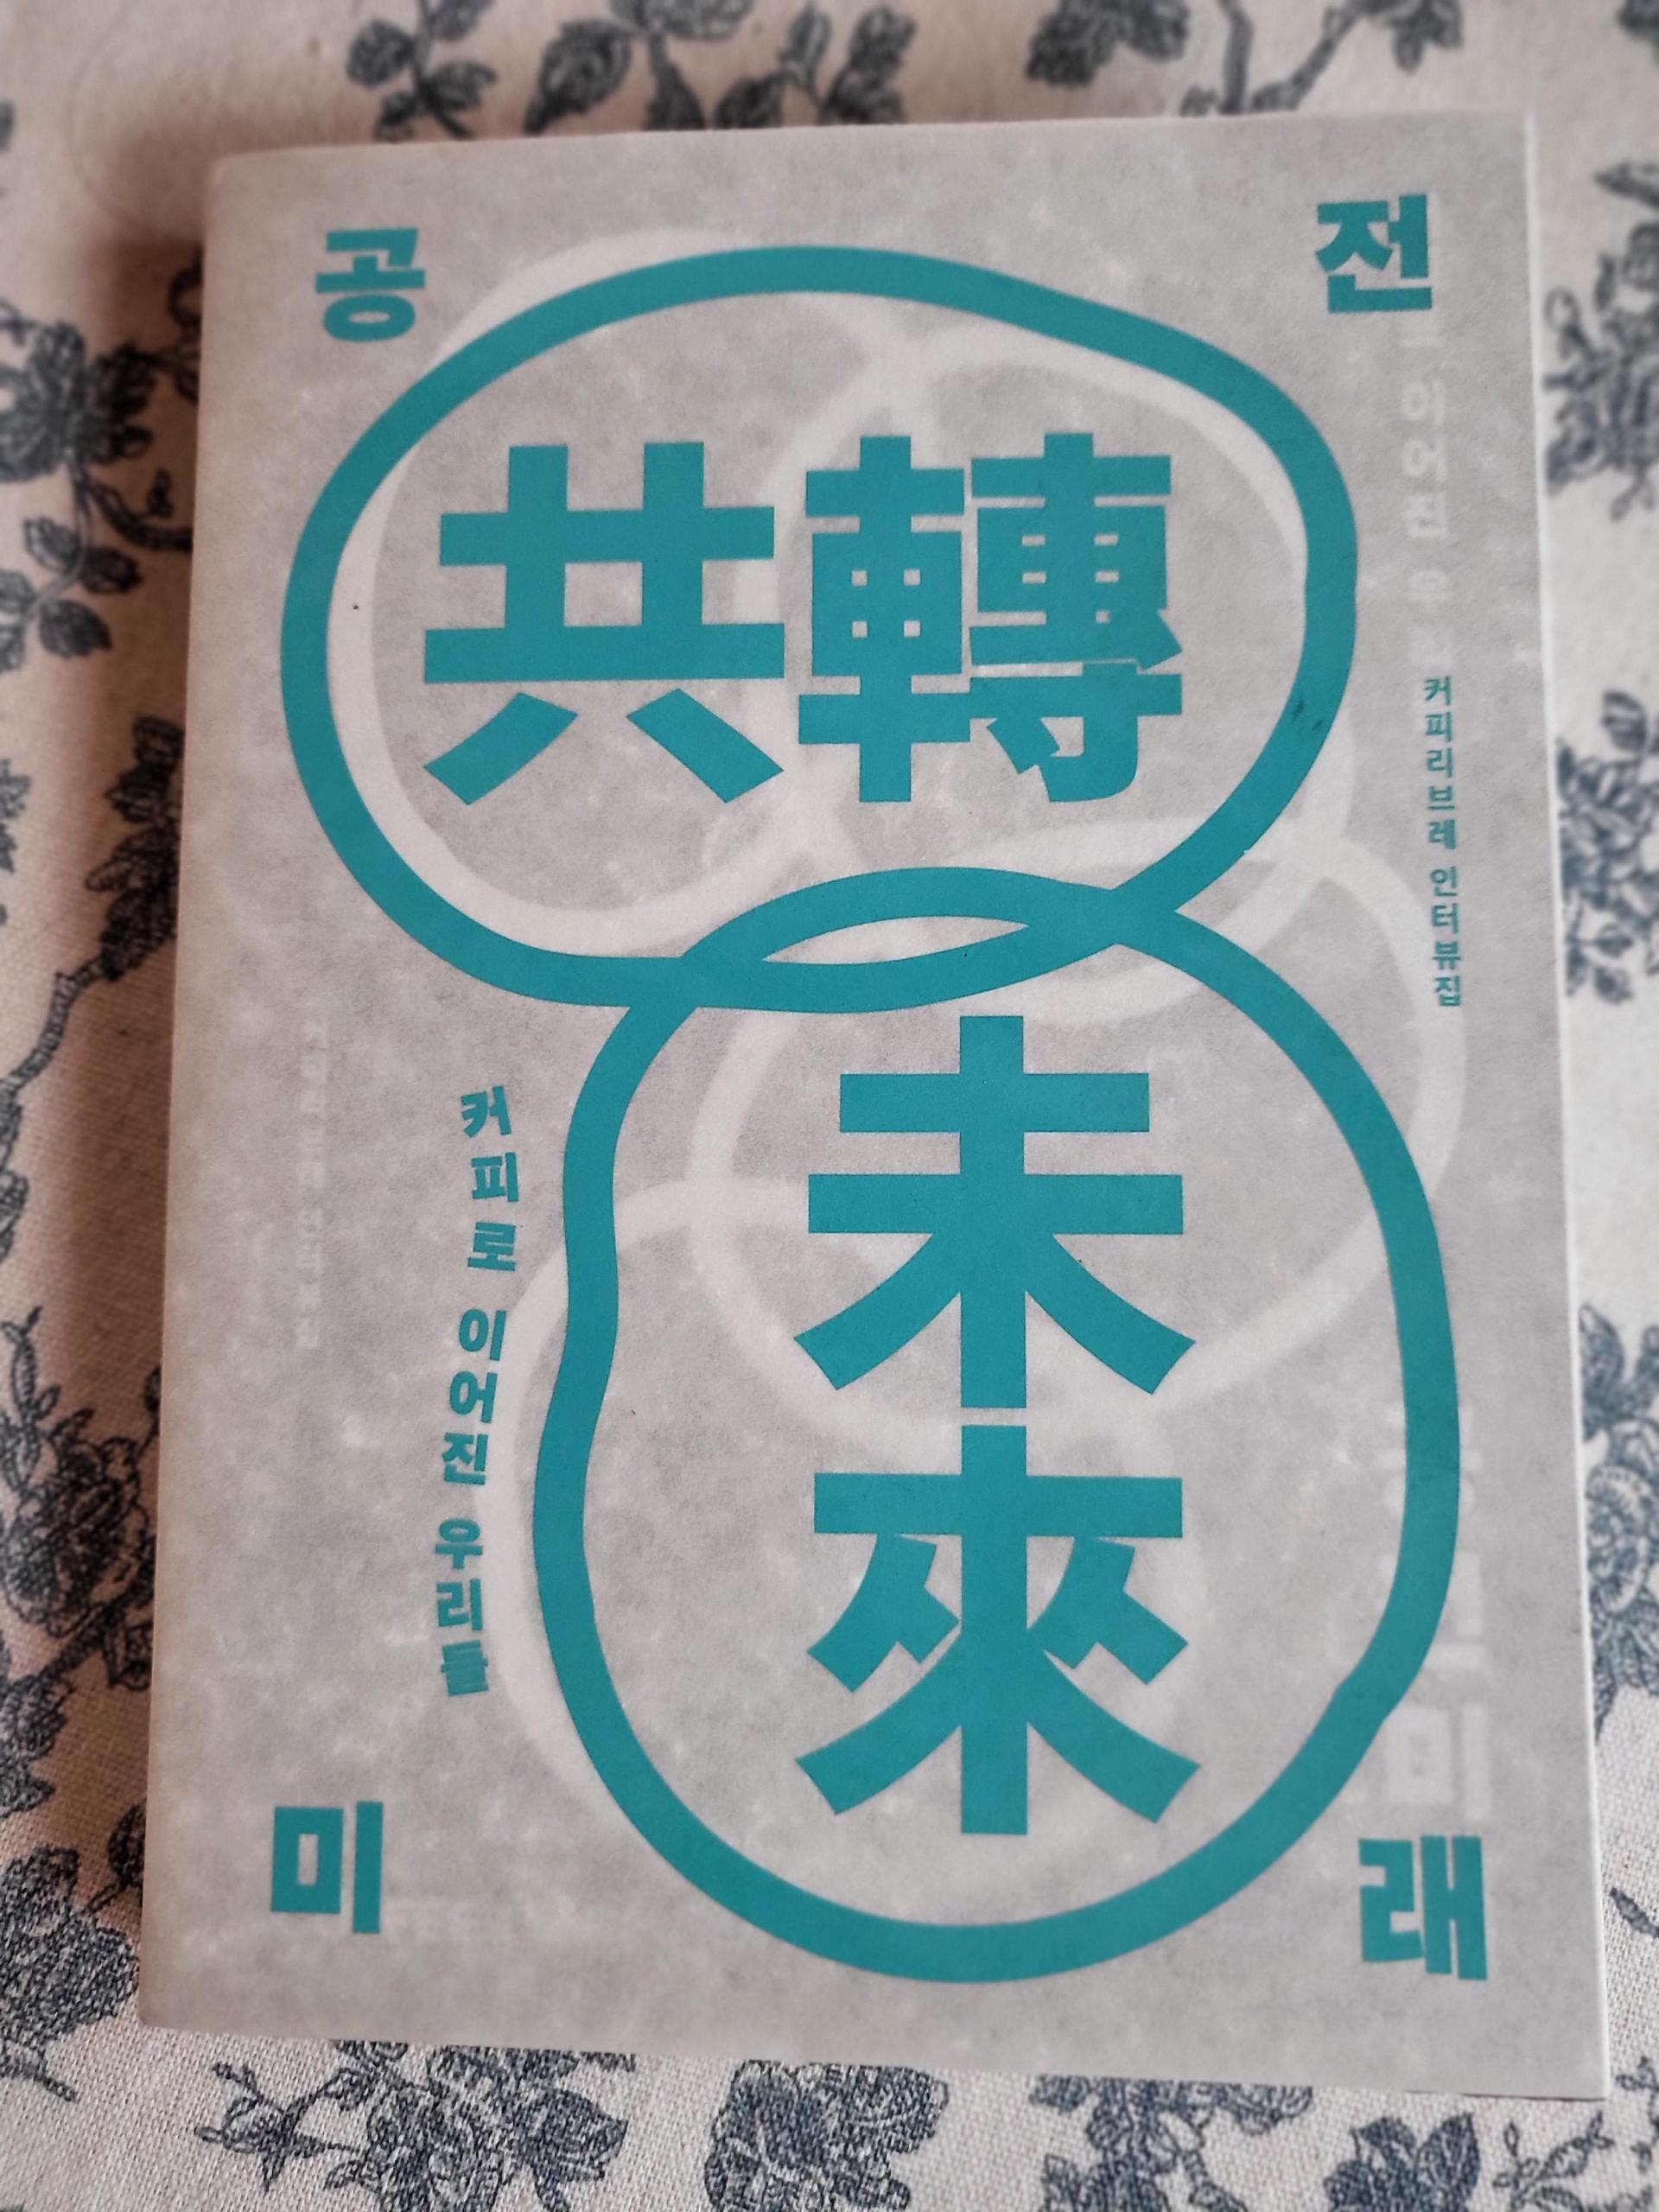 공 전
共轉
未來
커피리브레 인터뷰집
커피로 이어진 우리들
미 래